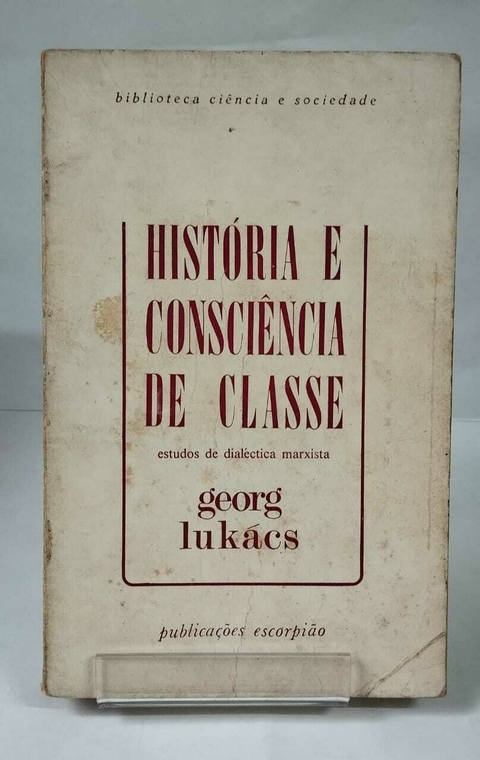 biblioteca ciência e sociedade
HISTÓRIA E
CONSCIÊNCIA
DE CLASSE
estudos de dialéctica marxista
georg
lukács
publicações escorpião